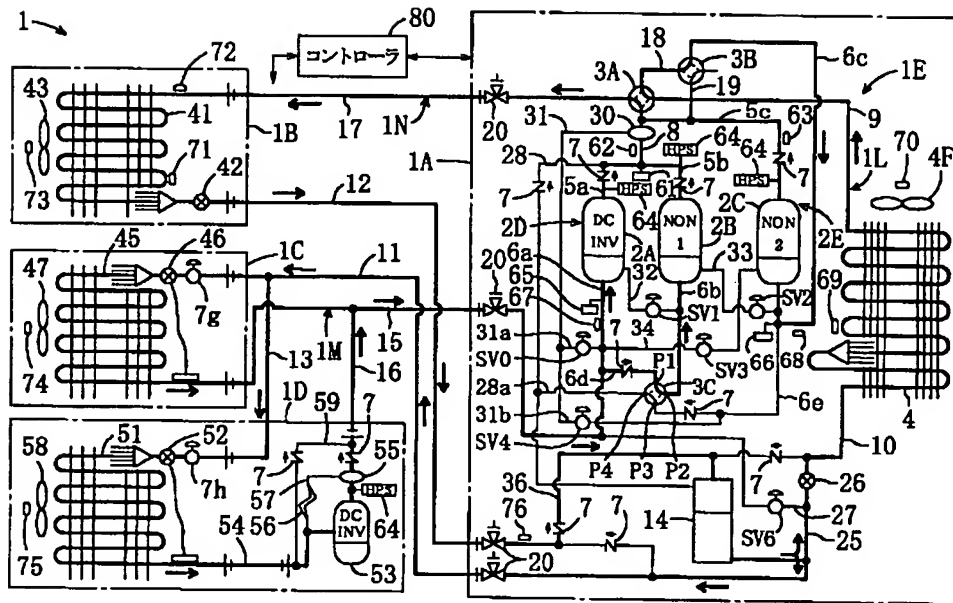 1
80
コントローラ
72
43
41
1B
17
1N
20
73
71
42
12
18
3B
6c
3A
19
1E
31
30
5c
63
9
1A
8
62
HPS
64
1L
28
7
5b
70
5a
61
HPS
64
7
4F
7
HPS
64
2D
DC
INV
2A
NON
1
2B
2C
NON
2
2E
47
45
46
1C
11
7g
20
65
67
6a
32
33
6b
SV1
SV2
69
31a
SV0
34
SV3
66
68
74
1M
15
13
16
6d
7
P1
3C
28a
31b
SV4
P4
P3
P2
7
6e
4
10
1D
58
51
52
59
7
7h
7
57
56
55
HPS
64
DC
INV
53
54
75
36
7
26
76
7
7
14
SV6
27
25
20